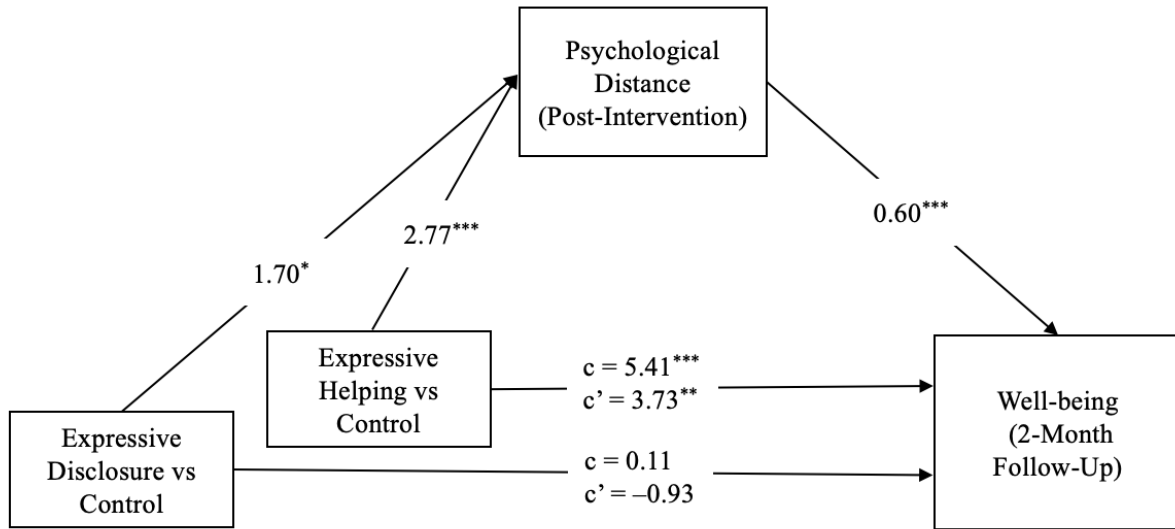 Psychological
Distance
(Post-Intervention)
0.60***
2.77***
1.70*
Expressive
Helping vs
Control
c = 5.41***
c’ = 3.73**
Well-being
(2-Month
Follow-Up)
Expressive
Disclosure vs
Control
c = 0.11
c’ = –0.93